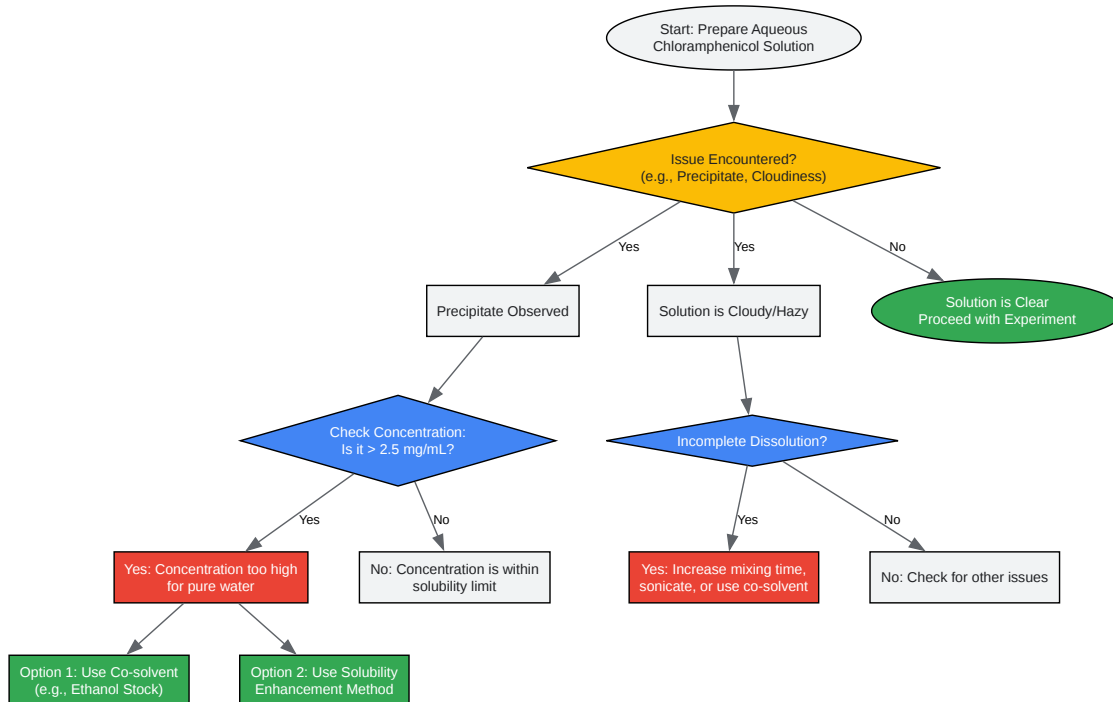 Start: Prepare Aqueous
Chloramphenicol Solution
Issue Encountered?
(e.g., Precipitate, Cloudiness)
Yes
Yes
No
Precipitate Observed
Solution is Cloudy/Hazy
Solution is Clear
Proceed with Experiment
Check Concentration:
Is it > 2.5 mg/mL?
Incomplete Dissolution?
Yes
No
Yes
No
Yes: Concentration too high
for pure water
No: Concentration is within
solubility limit
Yes: Increase mixing time,
sonicate, or use co-solvent
No: Check for other issues
Option 1: Use Co-solvent
(e.g., Ethanol Stock)
Option 2: Use Solubility
Enhancement Method